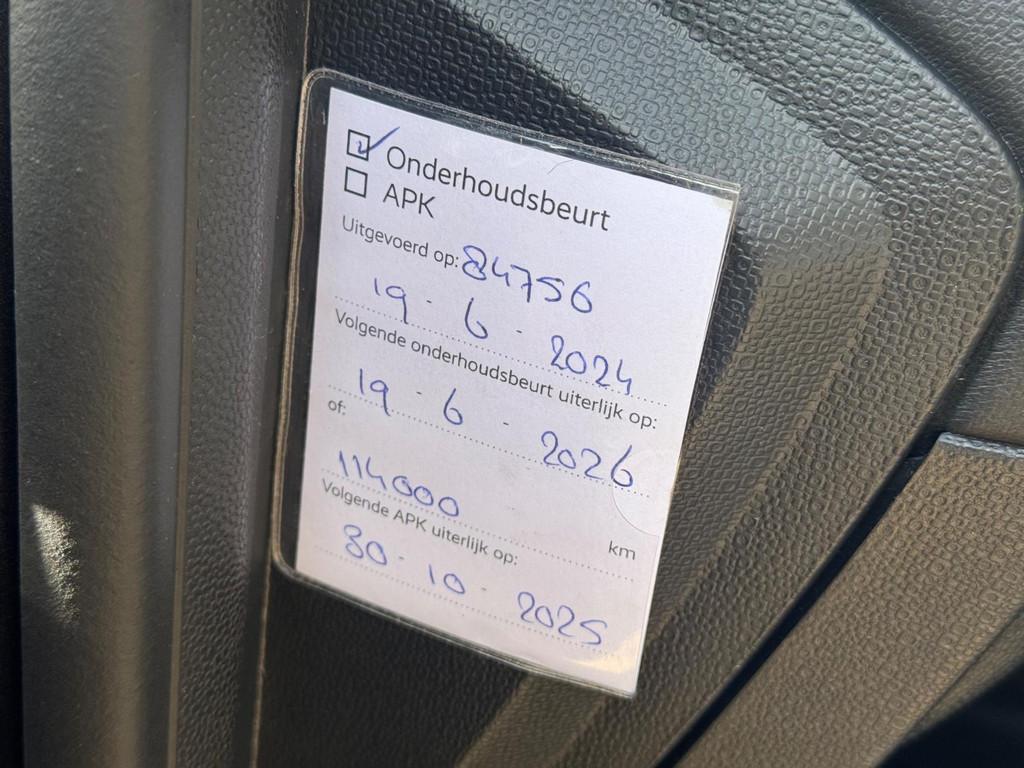 Onderhoudsbeurt
APK
Uitgevoerd op: 84756
19 - 6 - 2024
Volgende onderhoudsbeurt uiterlijk op:
19 - 6 - 2026
of:
114000 km
Volgende APK uiterlijk op:
30 - 10 - 2025